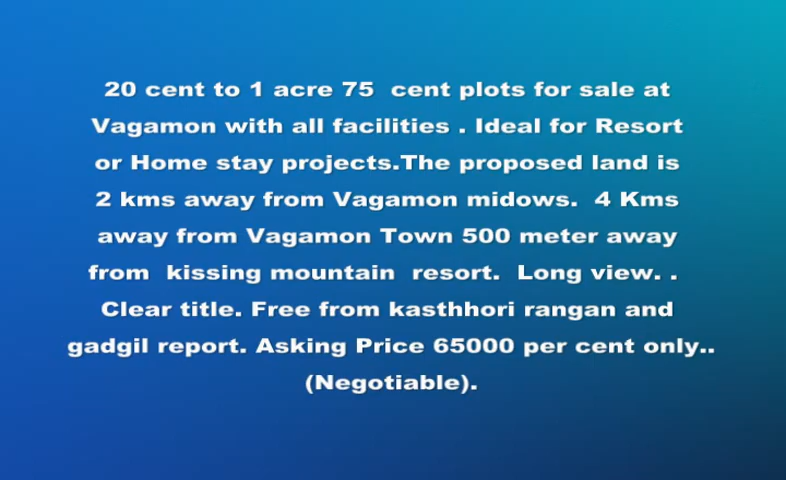 20 cent to 1 acre 75 cent plots for sale at
Vagamon with all facilities . Ideal for Resort
or Home stay projects.The proposed land is
2 kms away from Vagamon midows. 4 Kms
away from Vagamon Town 500 meter away
from kissing mountain resort. Long view. .
Clear title. Free from kasthhori rangan and
gadgil report. Asking Price 65000 per cent only..
(Negotiable).